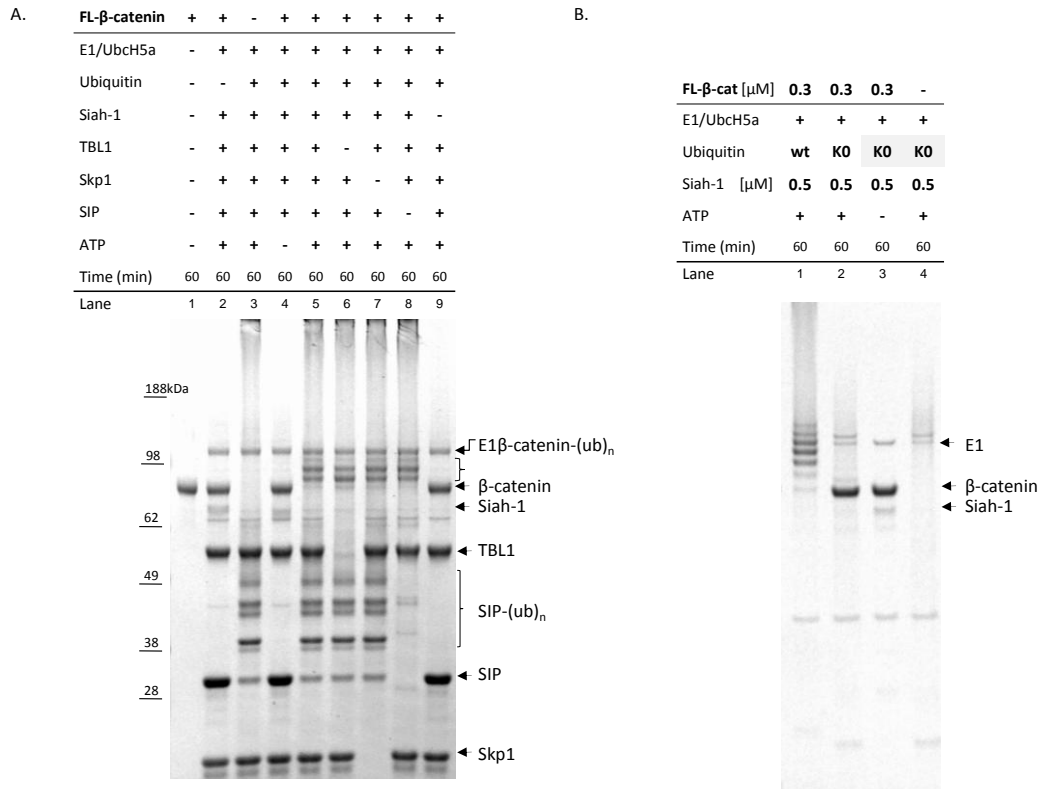 A.
FL-β-catenin + + - + + + + + +
E1/UbcH5a - + + + + + + + +
Ubiquitin - - + + + + + + +
Siah-1 - + + + + + + + -
TBL1 - + + + + - + + +
Skp1 - + + + + + - + +
SIP - + + + + + + - +
ATP - + + - + + + + +
Time (min) 60 60 60 60 60 60 60 60 60
Lane 1 2 3 4 5 6 7 8 9
188kDa
98
62
49
38
28
E1β-catenin-(ub)n
β-catenin
Siah-1
TBL1
SIP-(ub)n
SIP
Skp1
B.
FL-β-cat [μM] 0.3 0.3 0.3 -
E1/UbcH5a + + + +
Ubiquitin wt K0 K0 K0
Siah-1 [μM] 0.5 0.5 0.5 0.5
ATP + + - +
Time (min) 60 60 60 60
Lane 1 2 3 4
E1
β-catenin
Siah-1